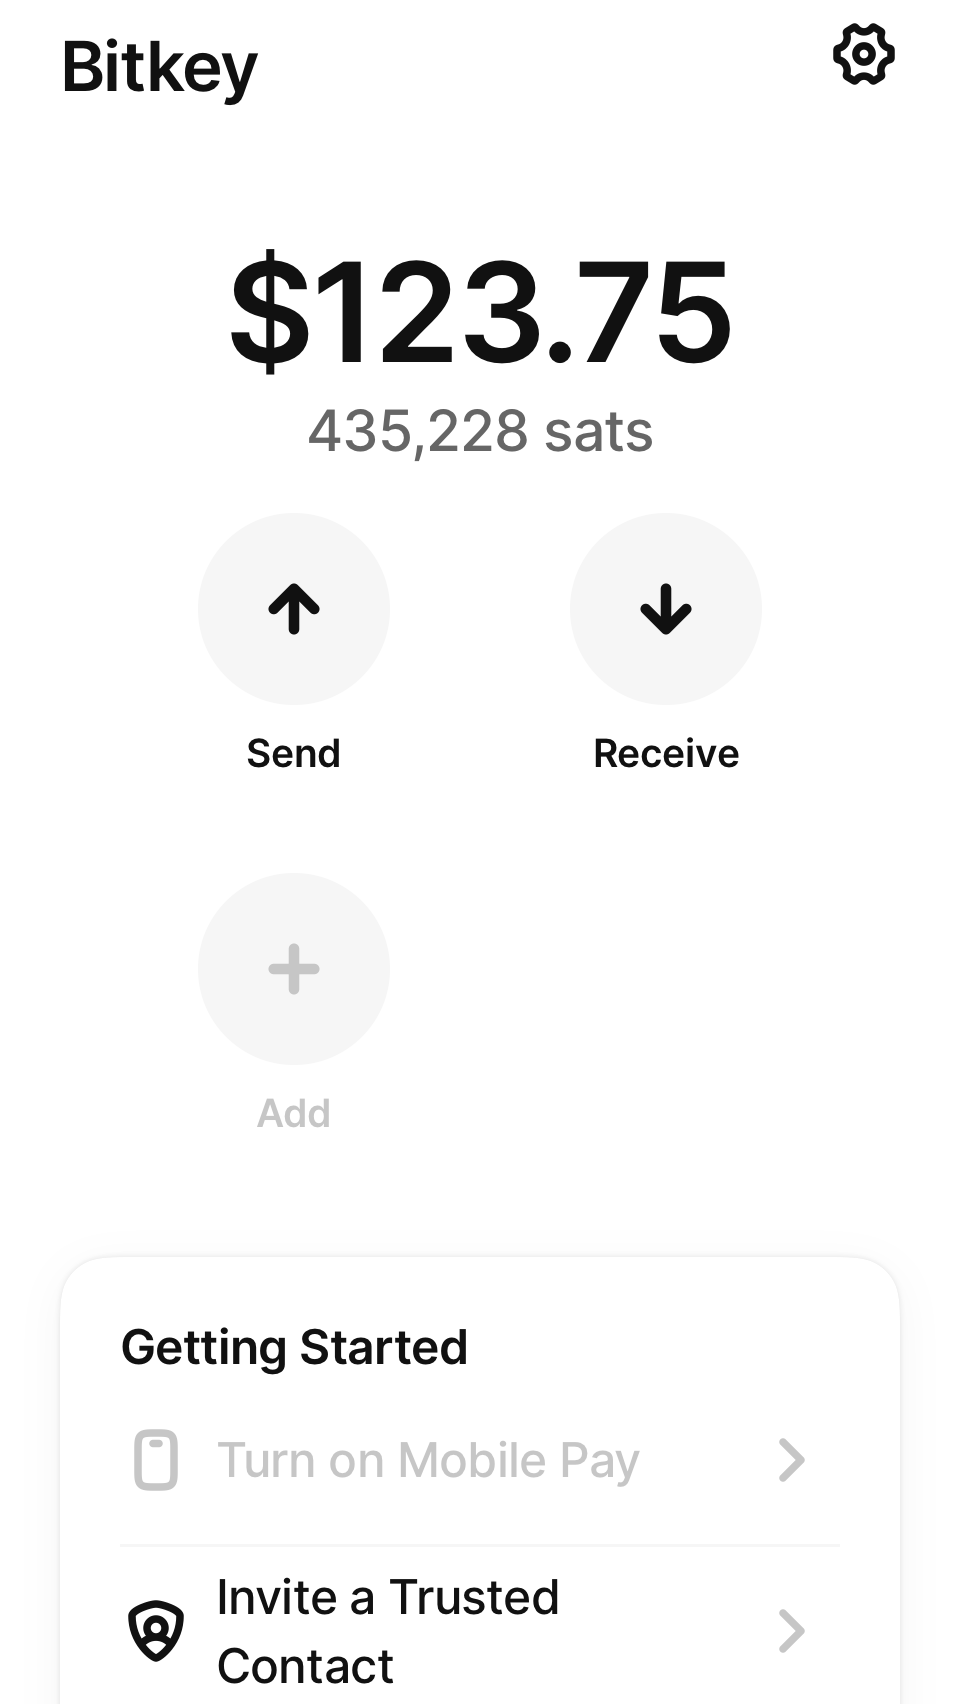 Bitkey
$123.75
435,228 sats
Send
Receive
Add
Getting Started
Turn on Mobile Pay
Invite a Trusted
Contact